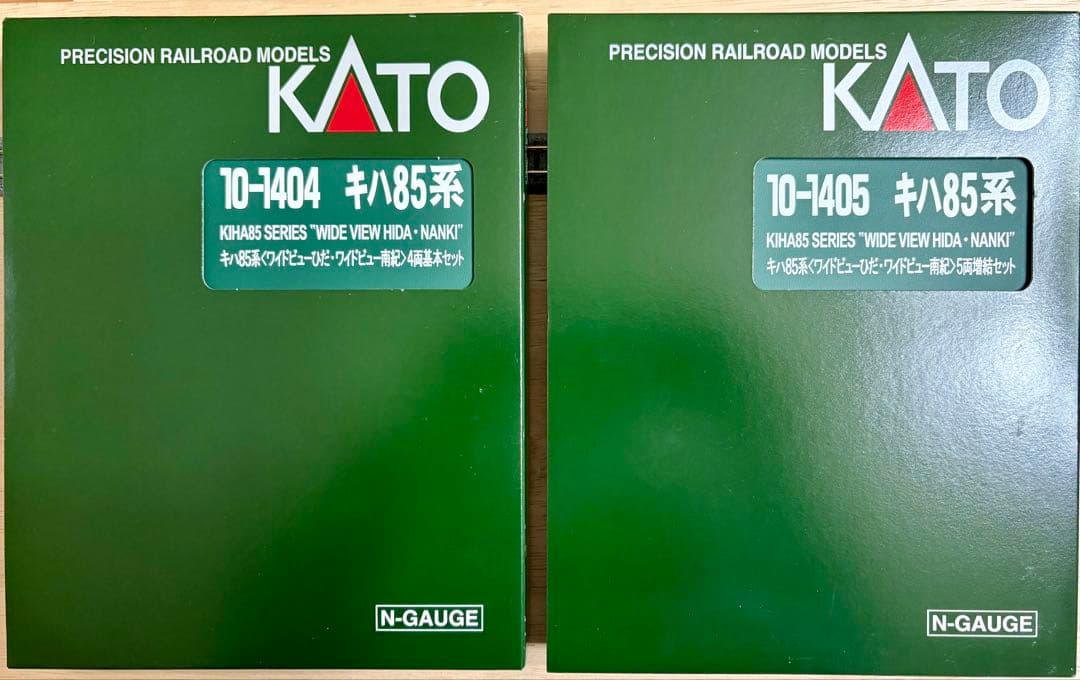 PRECISION RAILROAD MODELS
KATO
10-1404 キハ85系
KIHA85 SERIES "WIDE VIEW HIDA・NANKI"
キハ85系〈ワイドビューひだ・ワイドビュー南紀〉4両基本セット
N-GAUGE
PRECISION RAILROAD MODELS
KATO
10-1405 キハ85系
KIHA85 SERIES "WIDE VIEW HIDA・NANKI"
キハ85系〈ワイドビューひだ・ワイドビュー南紀〉5両増結セット
N-GAUGE